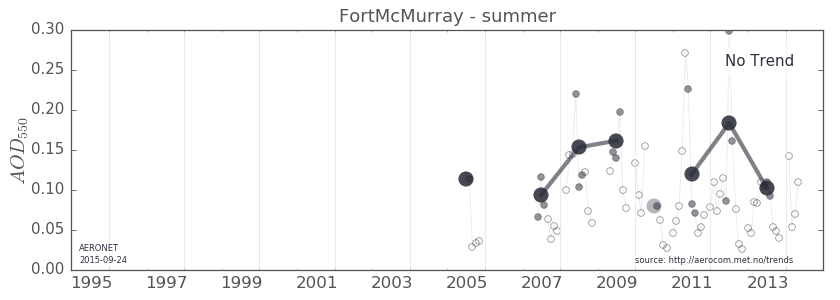 FortMcMurray - summer
0.30
0.25
0.20
0.15
0.10
0.05
0.00
AOD550
No Trend
AERONET
2015-09-24
source: http://aerocom.met.no/trends
1995 1997 1999 2001 2003 2005 2007 2009 2011 2013